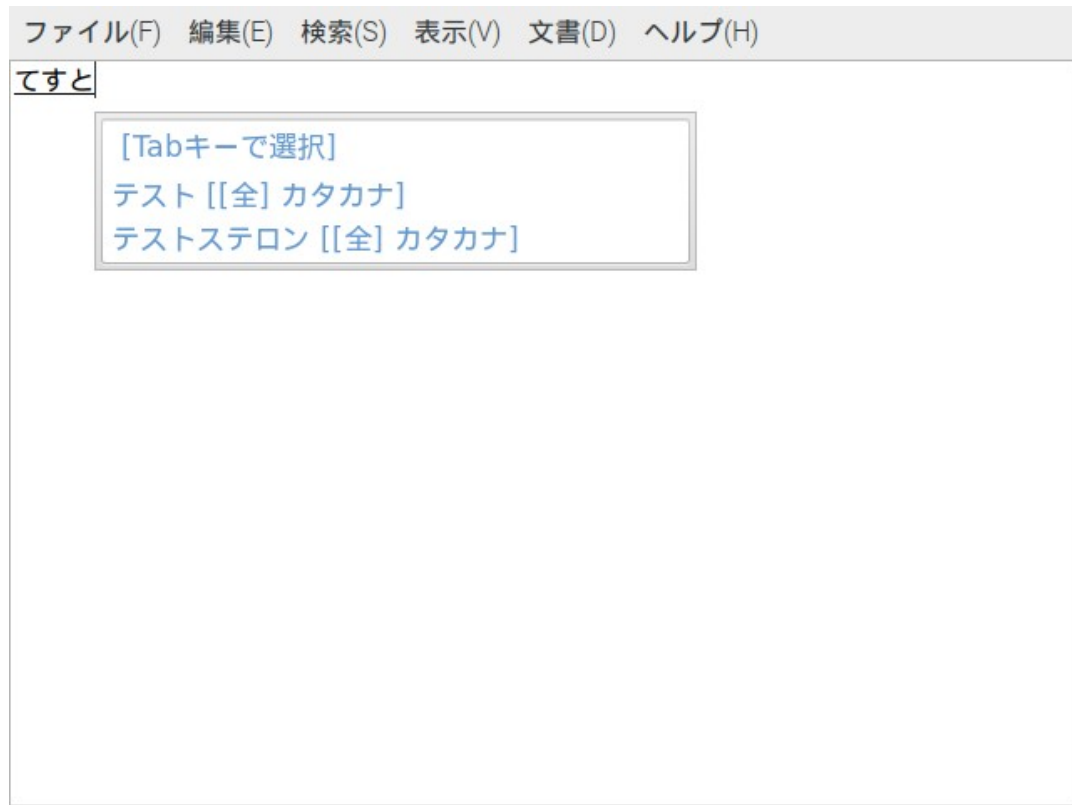 ファイル(F) 編集(E) 検索(S) 表示(V) 文書(D) ヘルプ(H)
てすと
[Tabキーで選択]
テスト [[全] カタカナ]
テストステロン [[全] カタカナ]